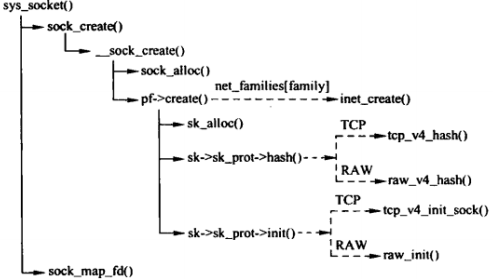 sys_socket()
sock_create()
__sock_create()
sock_alloc()
pf->create() net_families[family] inet_create()
sk_alloc()
TCP
tcp_v4_hash()
sk->sk_prot->hash()
RAW
raw_v4_hash()
TCP
tcp_v4_init_sock()
sk->sk_prot->init()
RAW
raw_init()
sock_map_fd()